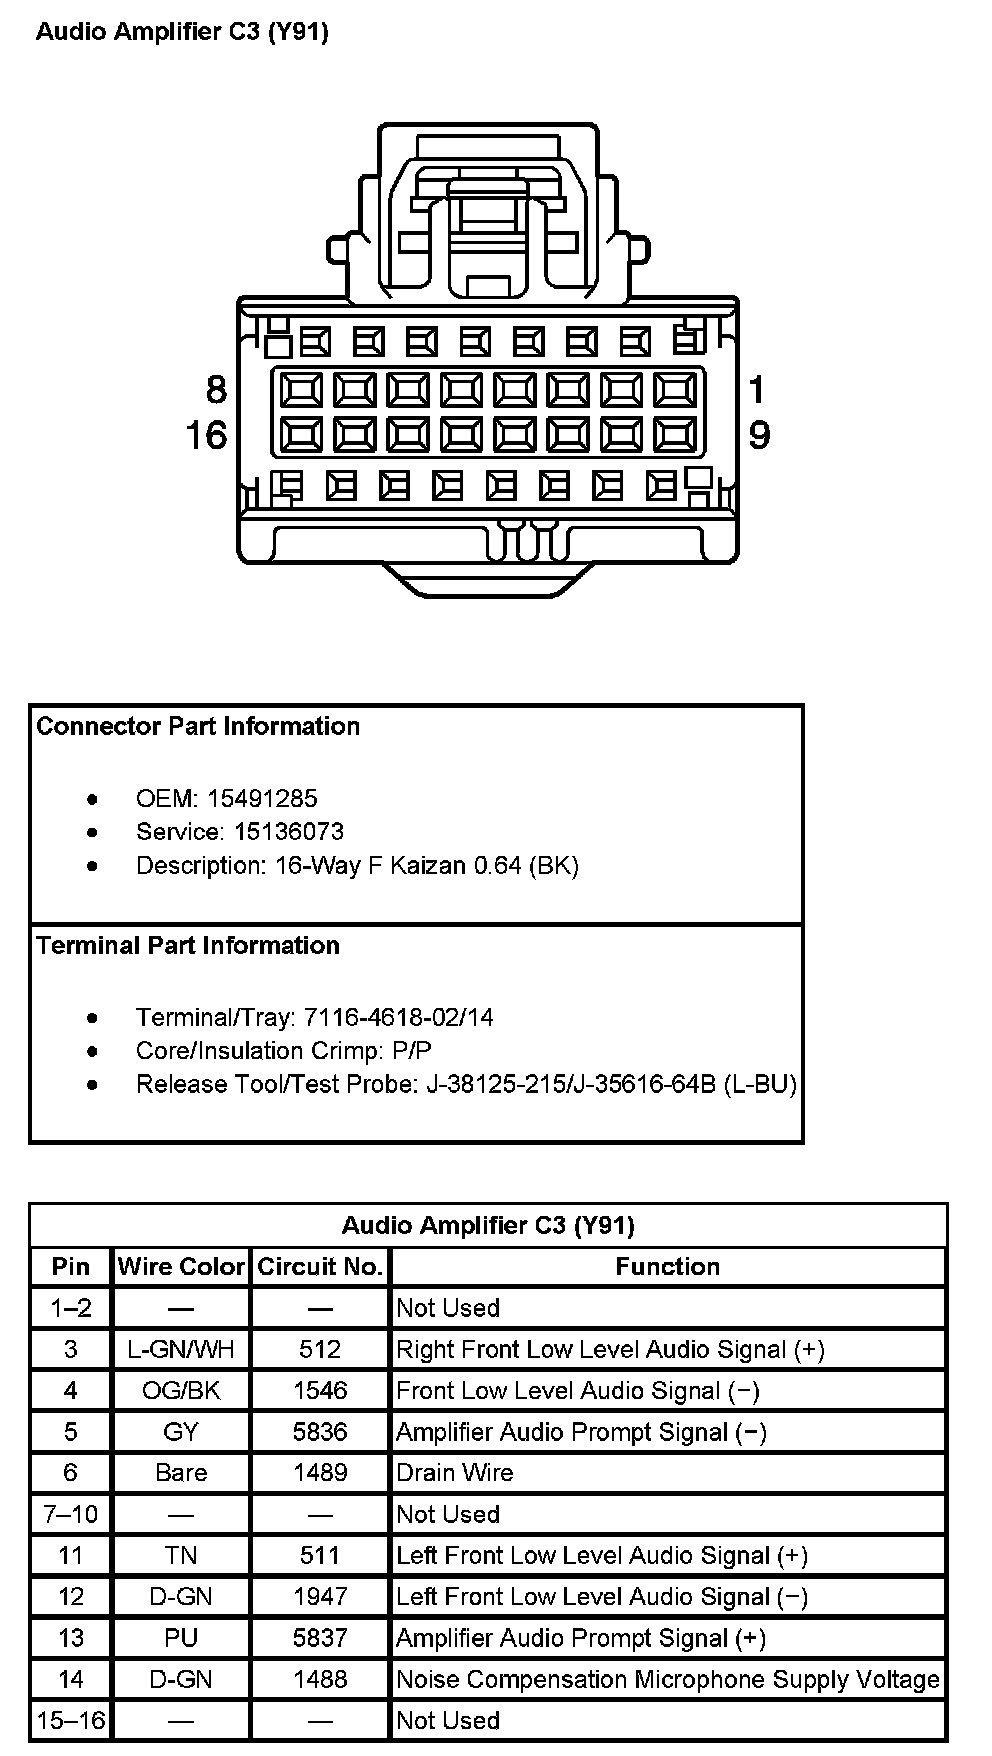 Audio Amplifier C3 (Y91)
8 1
16 9
Connector Part Information
• OEM: 15491285
• Service: 15136073
• Description: 16-Way F Kaizan 0.64 (BK)
Terminal Part Information
• Terminal/Tray: 7116-4618-02/14
• Core/Insulation Crimp: P/P
• Release Tool/Test Probe: J-38125-215/J-35616-64B (L-BU)
Audio Amplifier C3 (Y91)
Pin Wire Color Circuit No. Function
1–2 — — Not Used
3 L-GN/WH 512 Right Front Low Level Audio Signal (+)
4 OG/BK 1546 Front Low Level Audio Signal (−)
5 GY 5836 Amplifier Audio Prompt Signal (−)
6 Bare 1489 Drain Wire
7–10 — — Not Used
11 TN 511 Left Front Low Level Audio Signal (+)
12 D-GN 1947 Left Front Low Level Audio Signal (−)
13 PU 5837 Amplifier Audio Prompt Signal (+)
14 D-GN 1488 Noise Compensation Microphone Supply Voltage
15–16 — — Not Used